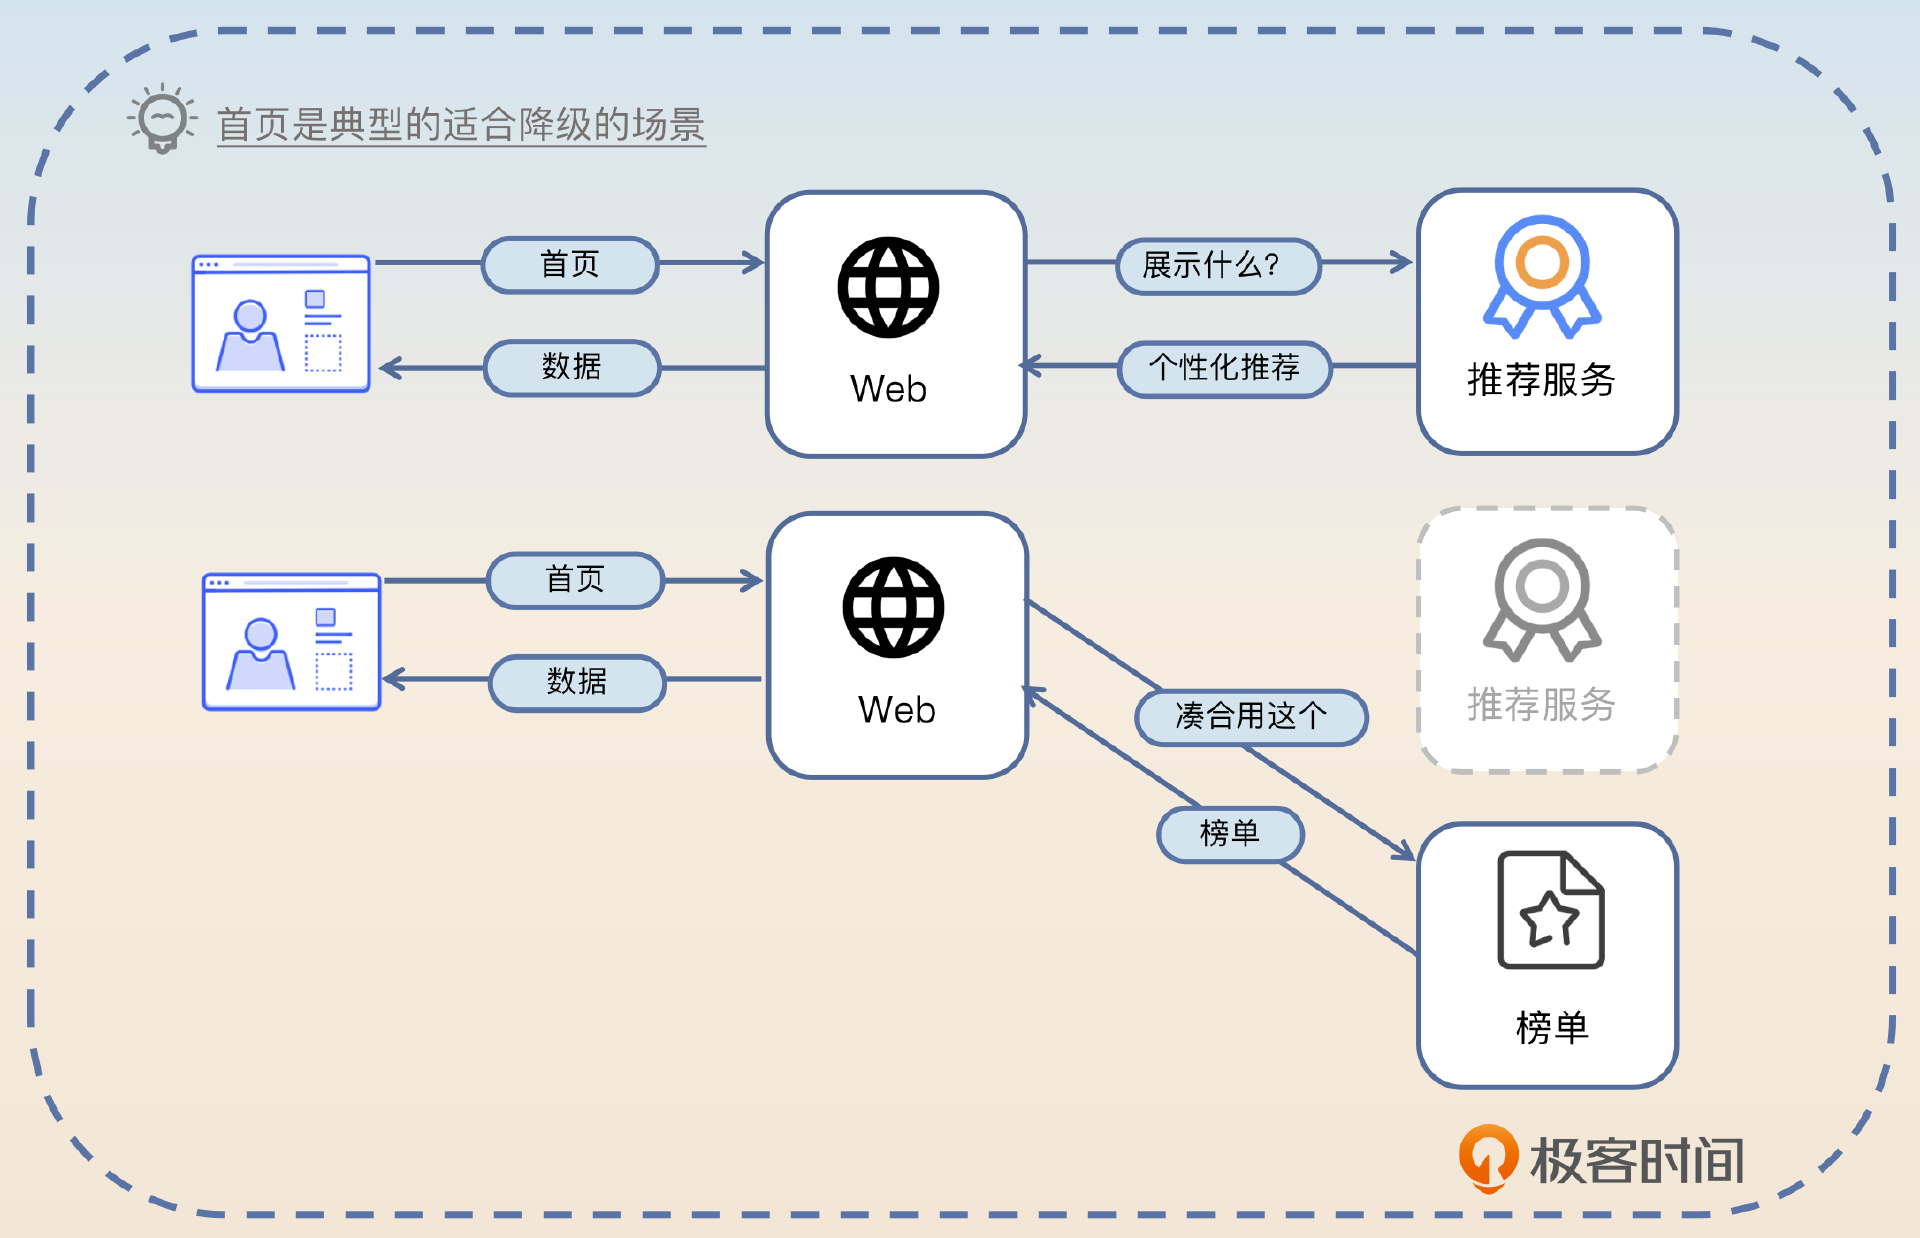 首页是典型的适合降级的场景
首页
展示什么?
数据
个性化推荐
Web
推荐服务
首页
数据
Web
凑合用这个
推荐服务
榜单
榜单
极客时间